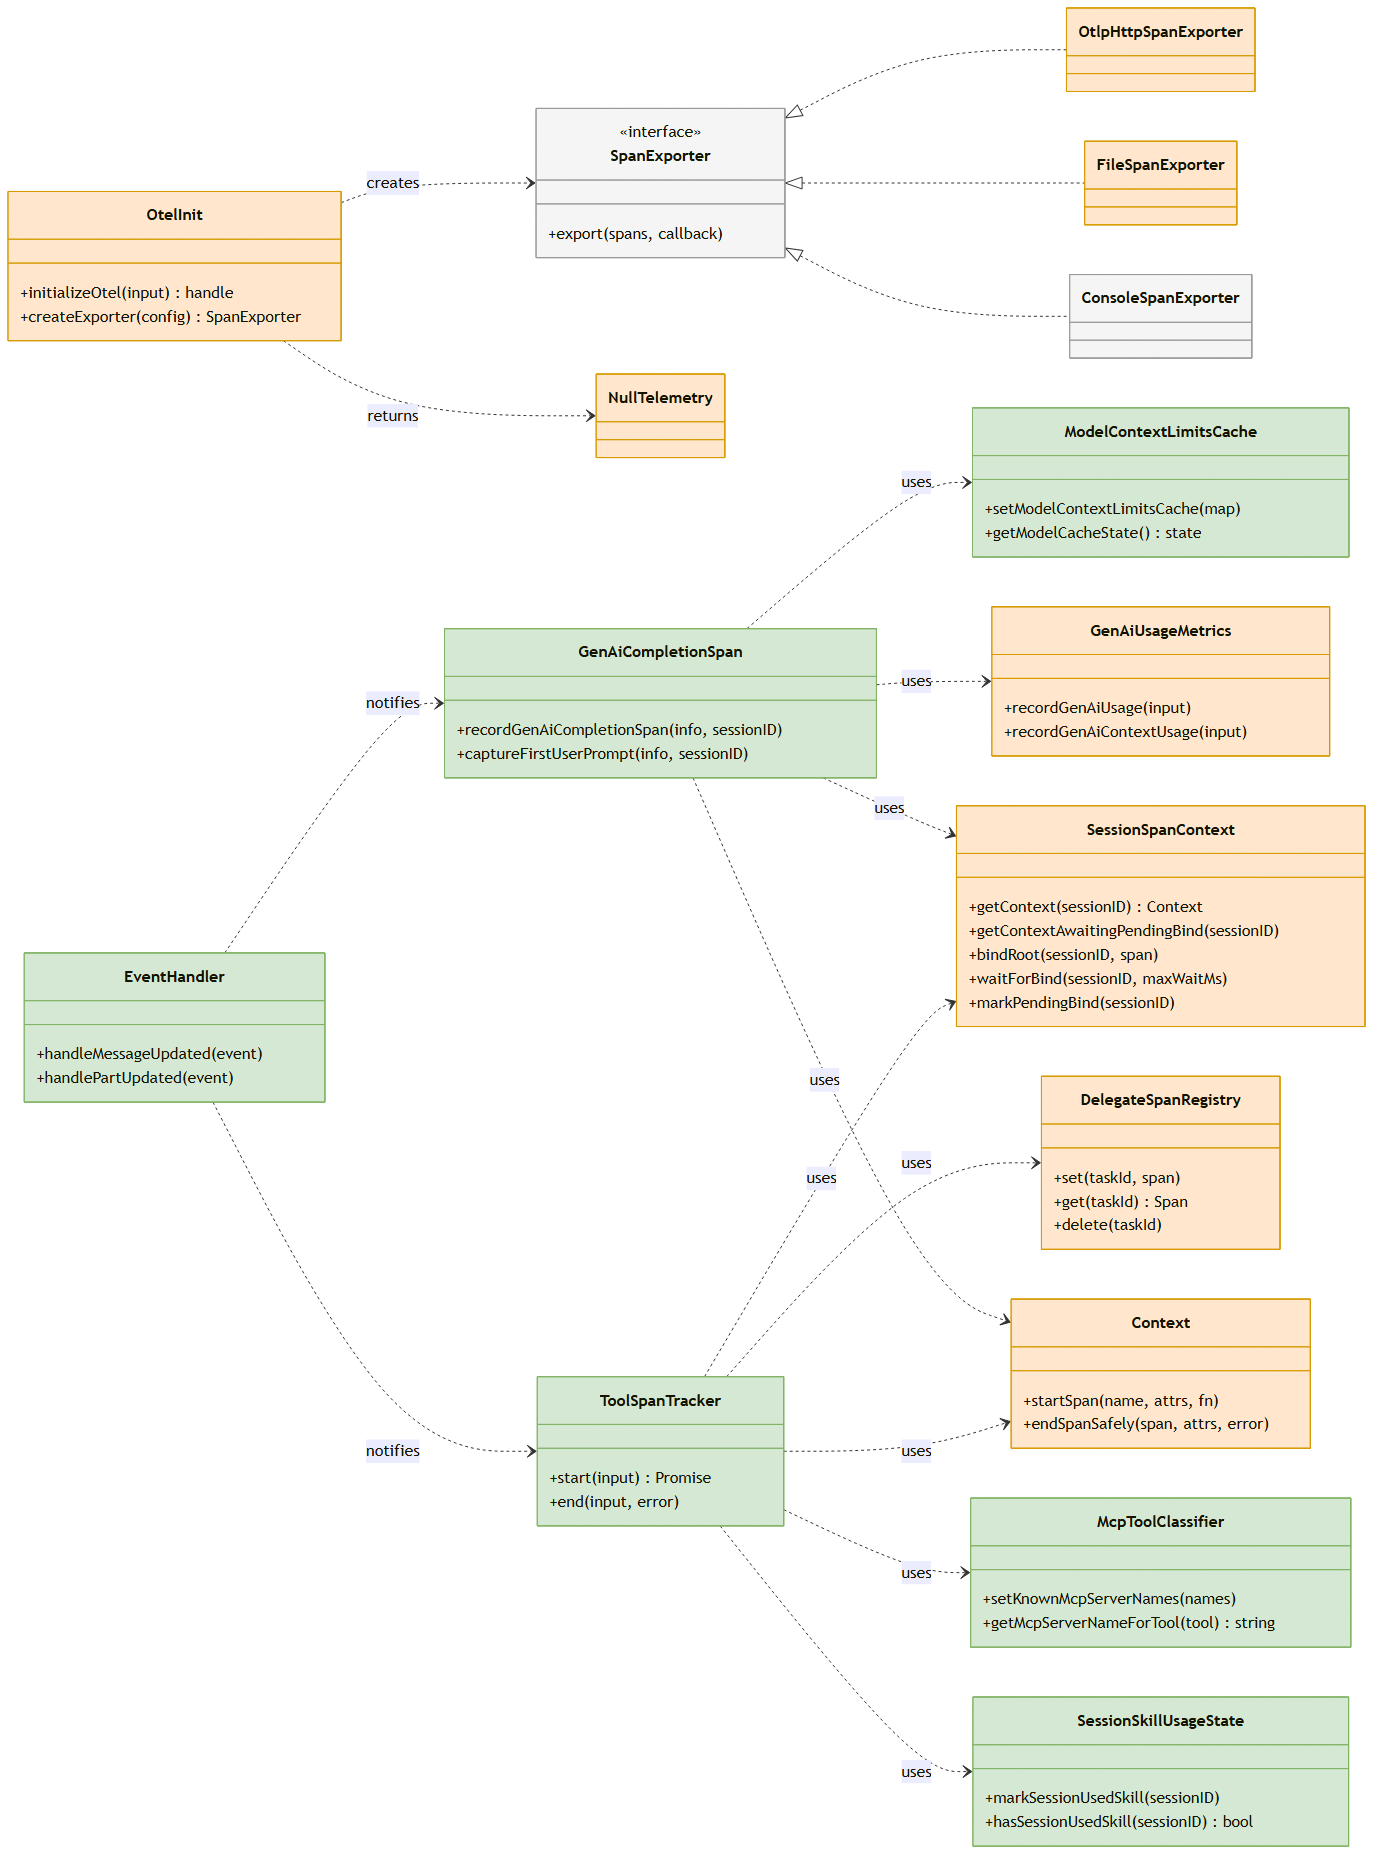 OtlpHttpSpanExporter
«interface»
SpanExporter
+export(spans, callback)
FileSpanExporter
creates
OtelInit
+initializeOtel(input) : handle
+createExporter(config) : SpanExporter
ConsoleSpanExporter
NullTelemetry
returns
ModelContextLimitsCache
+setModelContextLimitsCache(map)
+getModelCacheState() : state
uses
GenAiCompletionSpan
+recordGenAiCompletionSpan(info, sessionID)
+captureFirstUserPrompt(info, sessionID)
uses
GenAiUsageMetrics
+recordGenAiUsage(input)
+recordGenAiContextUsage(input)
notifies
uses
SessionSpanContext
+getContext(sessionID) : Context
+getContextAwaitingPendingBind(sessionID)
+bindRoot(sessionID, span)
+waitForBind(sessionID, maxWaitMs)
+markPendingBind(sessionID)
EventHandler
+handleMessageUpdated(event)
+handlePartUpdated(event)
uses
DelegateSpanRegistry
+set(taskId, span)
+get(taskId) : Span
+delete(taskId)
uses
uses
Context
+startSpan(name, attrs, fn)
+endSpanSafely(span, attrs, error)
ToolSpanTracker
+start(input) : Promise
+end(input, error)
notifies
uses
McpToolClassifier
+setKnownMcpServerNames(names)
+getMcpServerNameForTool(tool) : string
uses
SessionSkillUsageState
+markSessionUsedSkill(sessionID)
+hasSessionUsedSkill(sessionID) : bool
uses